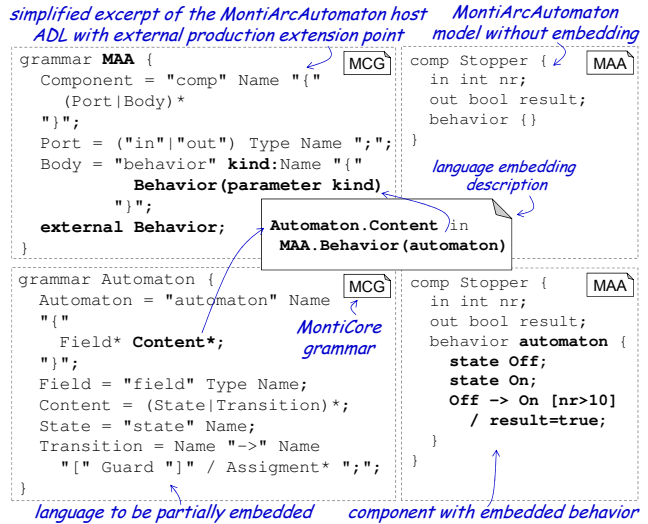 simplified excerpt of the MontiArcAutomaton host
ADL with external production extension point
MontiArcAutomaton
model without embedding
grammar MAA {
MCG
Component = "comp" Name "{"
(Port|Body)*
"}";
Port = ("in"|"out") Type Name ";";
Body = "behavior" kind:Name "{"
Behavior(parameter kind)
"}";
external Behavior;
}
comp Stopper {
MAA
in int nr;
out bool result;
behavior {}
}
language embedding
description
Automaton.Content in
MAA.Behavior(automaton)
grammar Automaton {
MCG
Automaton = "automaton" Name
"{"
Field* Content*;
"}";
Field = "field" Type Name;
Content = (State|Transition)*;
State = "state" Name;
Transition = Name "->" Name
"[" Guard "]" / Assigment* ";";
}
MontiCore
grammar
comp Stopper {
MAA
in int nr;
out bool result;
behavior automaton {
state Off;
state On;
Off -> On [nr>10]
/ result=true;
}
}
language to be partially embedded
component with embedded behavior